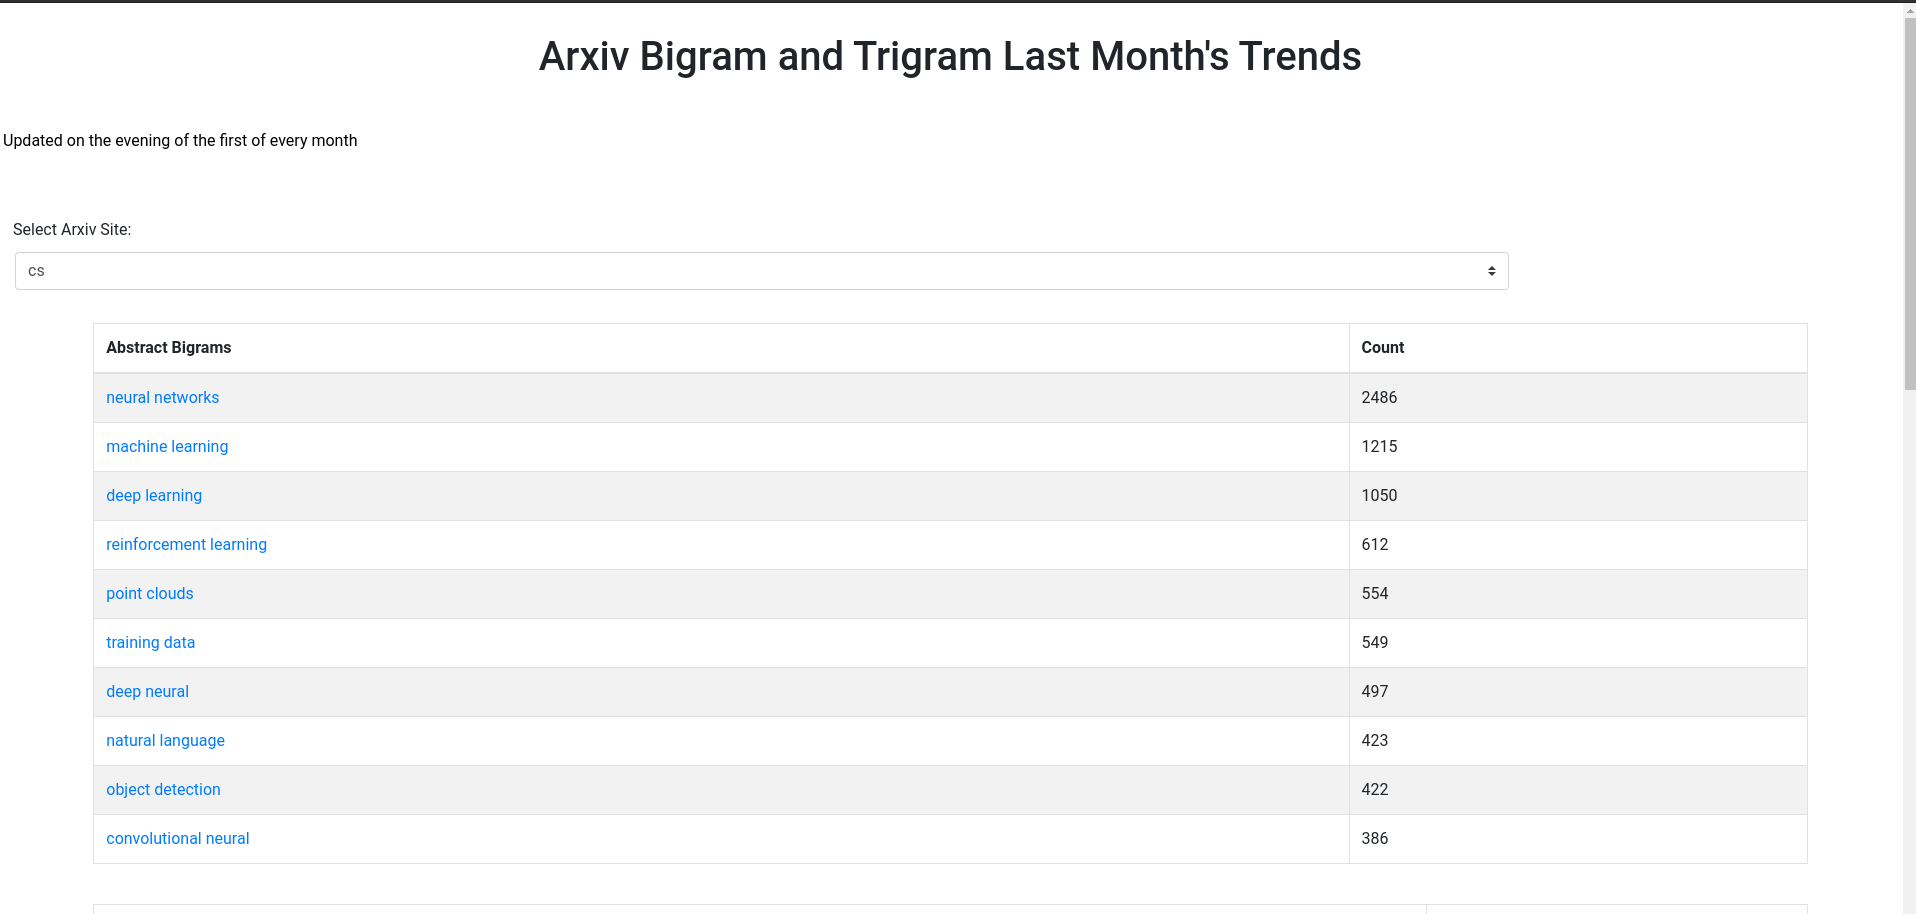 Arxiv Bigram and Trigram Last Month's Trends
Updated on the evening of the first of every month
Select Arxiv Site:
cs
Abstract Bigrams Count
neural networks 2486
machine learning 1215
deep learning 1050
reinforcement learning 612
point clouds 554
training data 549
deep neural 497
natural language 423
object detection 422
convolutional neural 386